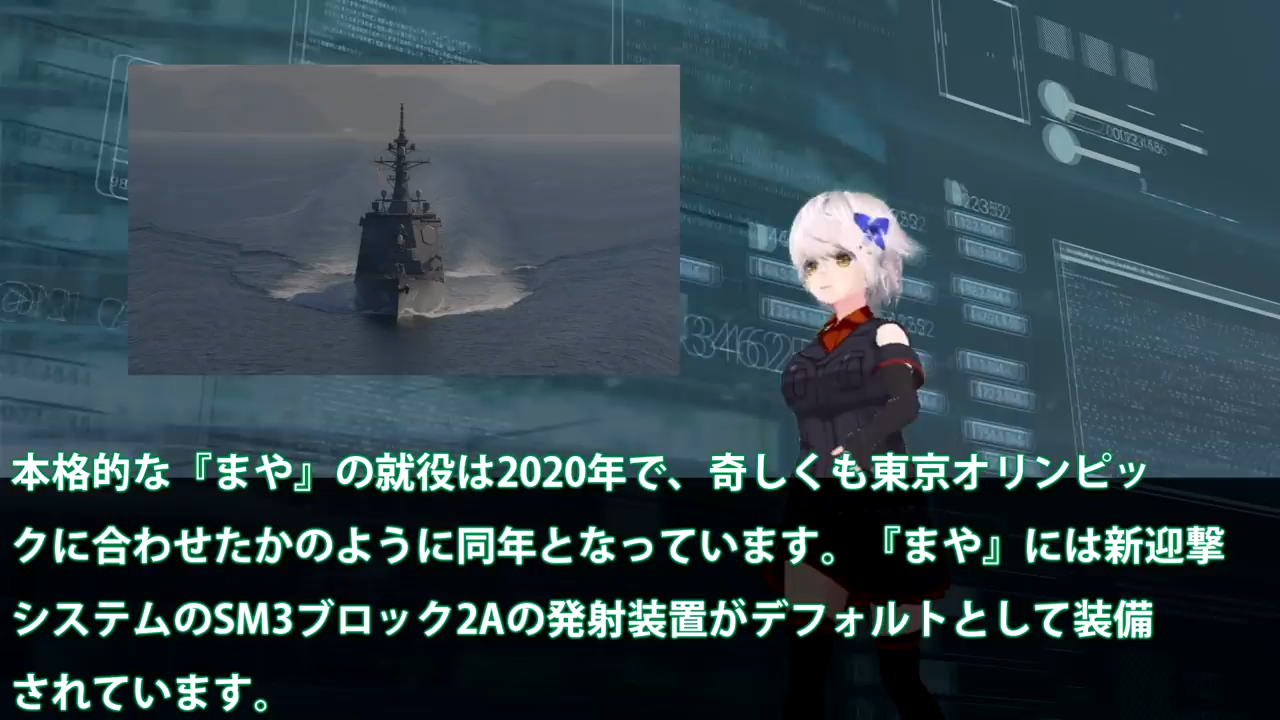 本格的な『まや』の就役は2020年で、奇しくも東京オリンピッ
クに合わせたかのように同年となっています。『まや』には新迎撃
システムのSM3ブロック2Aの発射装置がデフォルトとして装備
されています。